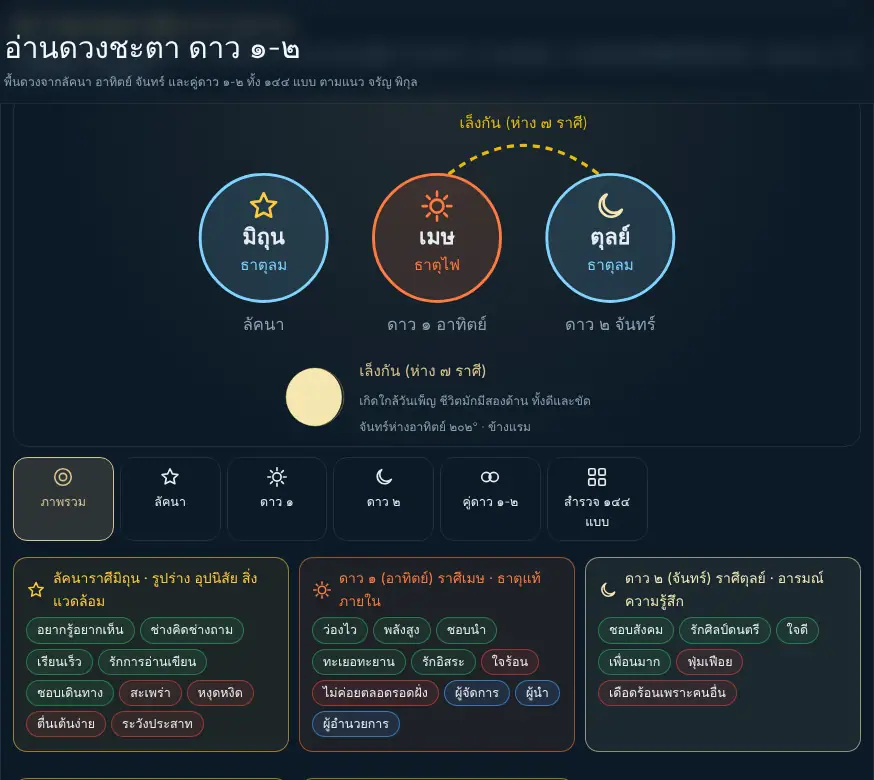 อ่านดวงชะตา ดาว ๑-๒
พื้นดวงจากลัคนา อาทิตย์ จันทร์ และคู่ดาว ๑-๒ ทั้ง ๑๔๔ แบบ ตามแนว จรัญ พิกุล
เล็งกัน (ห่าง ๗ ราศี)
มิถุน
ธาตุลม
ลัคนา
เมษ
ธาตุไฟ
ดาว ๑ อาทิตย์
ตุลย์
ธาตุลม
ดาว ๒ จันทร์
เล็งกัน (ห่าง ๗ ราศี)
เกิดใกล้วันเพ็ญ ชีวิตมักมีสองด้าน ทั้งดีและขัด
จันทร์ห่างอาทิตย์ ๒๐๒° · ข้างแรม
ภาพรวม
ลัคนา
ดาว ๑
ดาว ๒
คู่ดาว ๑-๒
สำรวจ ๑๔๔
แบบ
ลัคนาราศีมิถุน · รูปร่าง อุปนิสัย สิ่ง
แวดล้อม
อยากรู้อยากเห็น
ช่างคิดช่างถาม
เรียนเร็ว
รักการอ่านเขียน
ชอบเดินทาง
สะเพร่า
หงุดหงิด
ตื่นเต้นง่าย
ระวังประสาท
ดาว ๑ (อาทิตย์) ราศีเมษ · ธาตุแท้
ภายใน
ว่องไว
พลังสูง
ชอบนำ
ทะเยอทะยาน
รักอิสระ
ใจร้อน
ไม่ค่อยตลอดรอดฝั่ง
ผู้จัดการ
ผู้นำ
ผู้อำนวยการ
ดาว ๒ (จันทร์) ราศีตุลย์ · อารมณ์
ความรู้สึก
ชอบสังคม
รักศิลป์ดนตรี
ใจดี
เพื่อนมาก
ฟุ่มเฟือย
เดือดร้อนเพราะคนอื่น